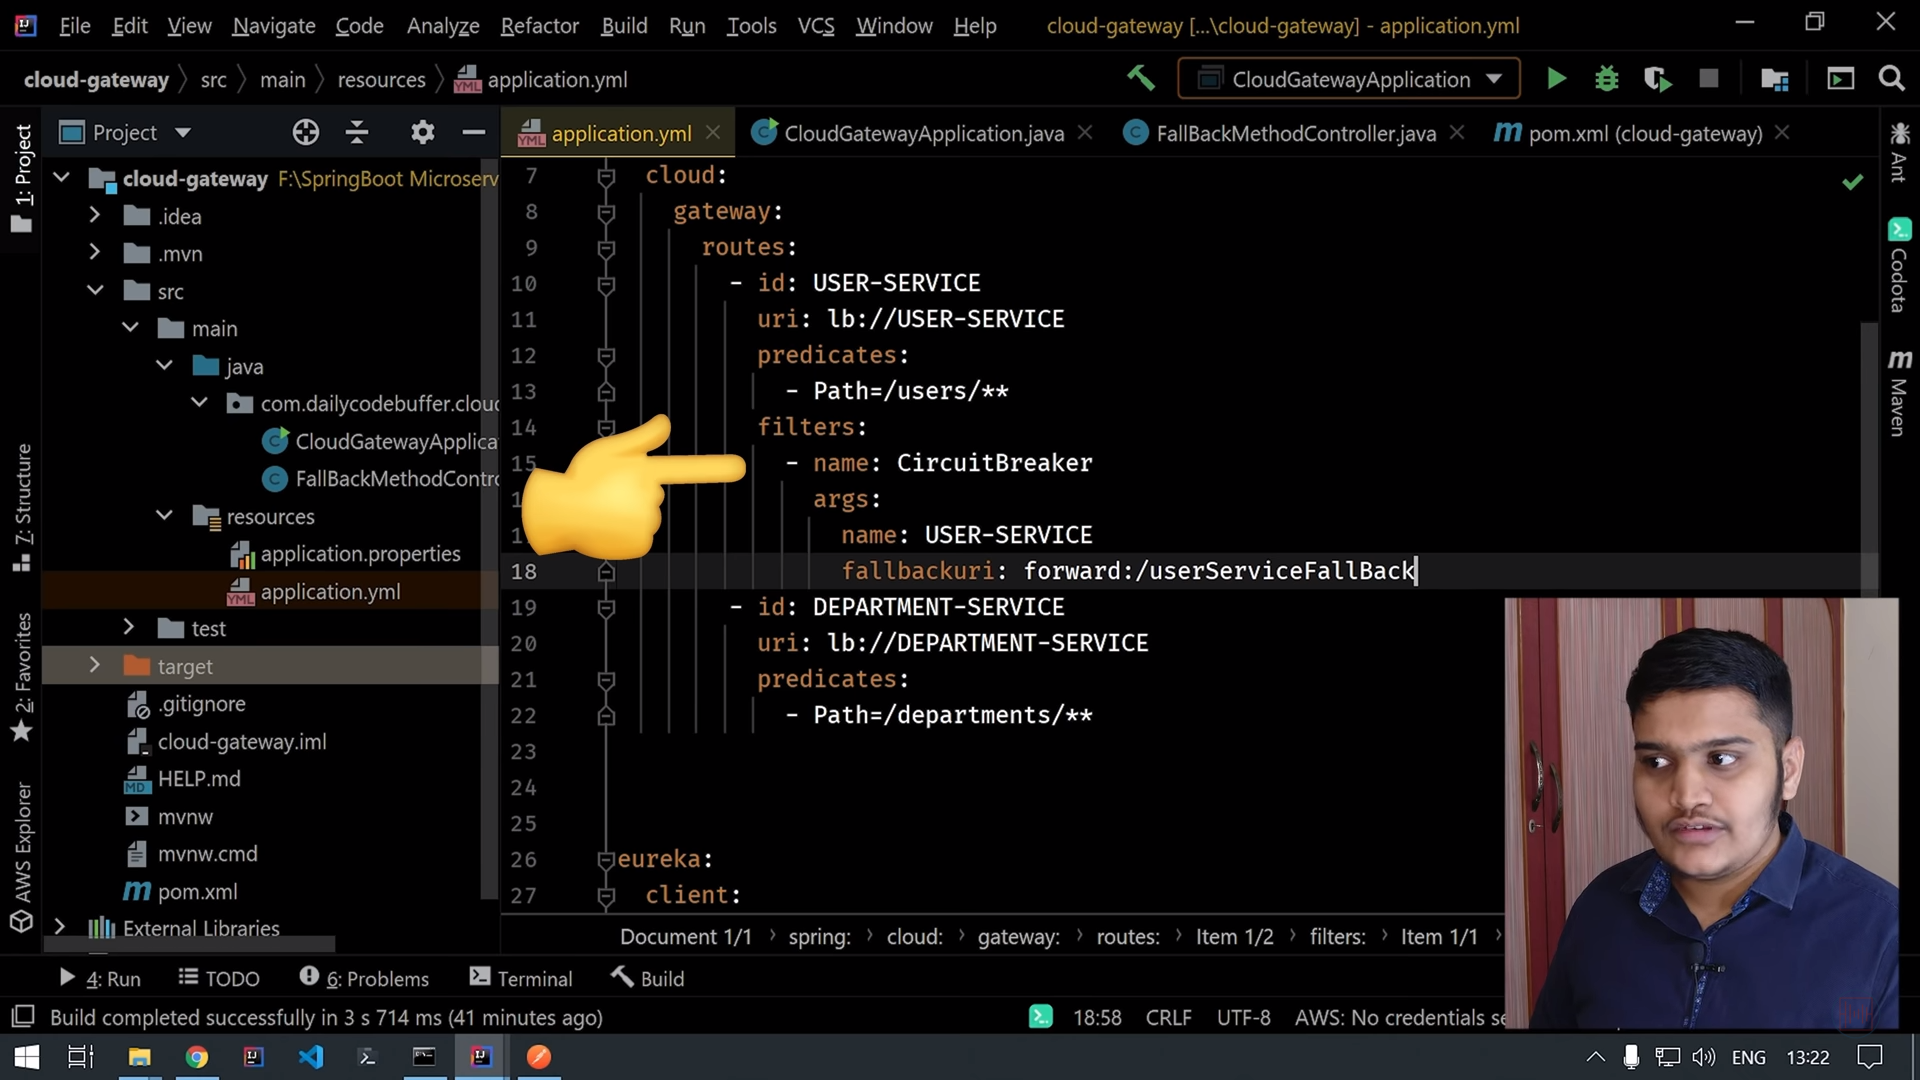 File Edit View Navigate Code Analyze Refactor Build Run Tools VCS Window Help cloud-gateway [...\cloud-gateway] - application.yml
cloud-gateway src main resources application.yml CloudGatewayApplication
Project application.yml CloudGatewayApplication.java FallBackMethodController.java pom.xml (cloud-gateway)
1: Project
7: Structure
2: Favorites
AWS Explorer
cloud-gateway F:\SpringBoot Microserv
.idea
.mvn
src
main
java
com.dailycodebuffer.clou
CloudGatewayApplica
FallBackMethodContro
resources
application.properties
application.yml
test
target
.gitignore
cloud-gateway.iml
HELP.md
mvnw
mvnw.cmd
pom.xml
External Libraries
7 cloud:
8 gateway:
9 routes:
10 - id: USER-SERVICE
11 uri: lb://USER-SERVICE
12 predicates:
13 - Path=/users/**
14 filters:
15 - name: CircuitBreaker
args:
name: USER-SERVICE
18 fallbackuri: forward:/userServiceFallBack
19 - id: DEPARTMENT-SERVICE
20 uri: lb://DEPARTMENT-SERVICE
21 predicates:
22 - Path=/departments/**
23
24
25
26 eureka:
27 client:
Ant
Codota
Maven
Document 1/1 spring: cloud: gateway: routes: Item 1/2 filters: Item 1/1
4: Run TODO 6: Problems Terminal Build
Build completed successfully in 3 s 714 ms (41 minutes ago) 18:58 CRLF UTF-8 AWS: No credentials se
ENG 13:22